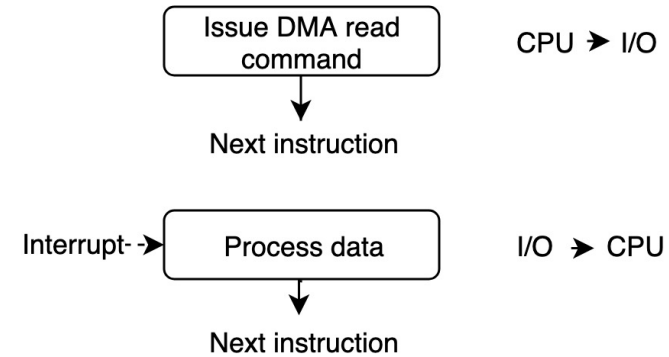 Issue DMA read
command
CPU ➤ I/O
Next instruction
Interrupt
Process data
I/O ➤ CPU
Next instruction